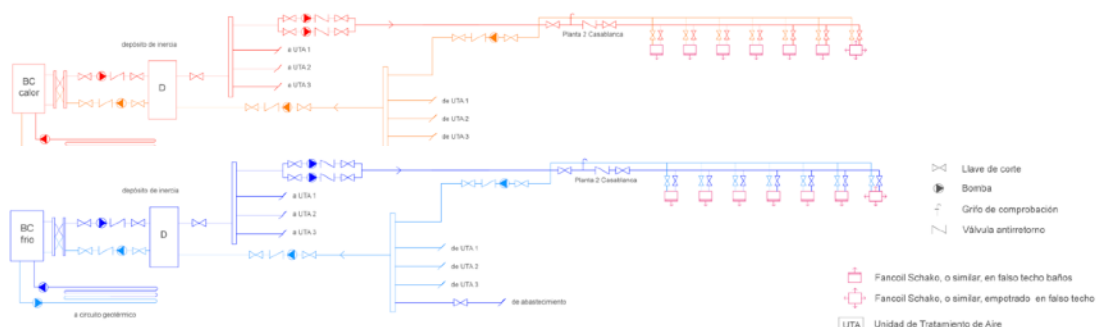 depósito de inercia
a UTA 1
a UTA 2
a UTA 3
BC
calor
D
Planta 2 Casablanca
de UTA 1
de UTA 2
de UTA 3
depósito de inercia
a UTA 1
a UTA 2
a UTA 3
BC
frio
D
Planta 2 Casablanca
de UTA 1
de UTA 2
de UTA 3
de abastecimiento
a circuito geotérmico
Llave de corte
Bomba
Grifo de comprobación
Válvula antirretorno
Fancoil Schako, o similar, en falso techo baños
Fancoil Schako, o similar, empotrado en falso techo
UTA Unidad de Tratamiento de Aire